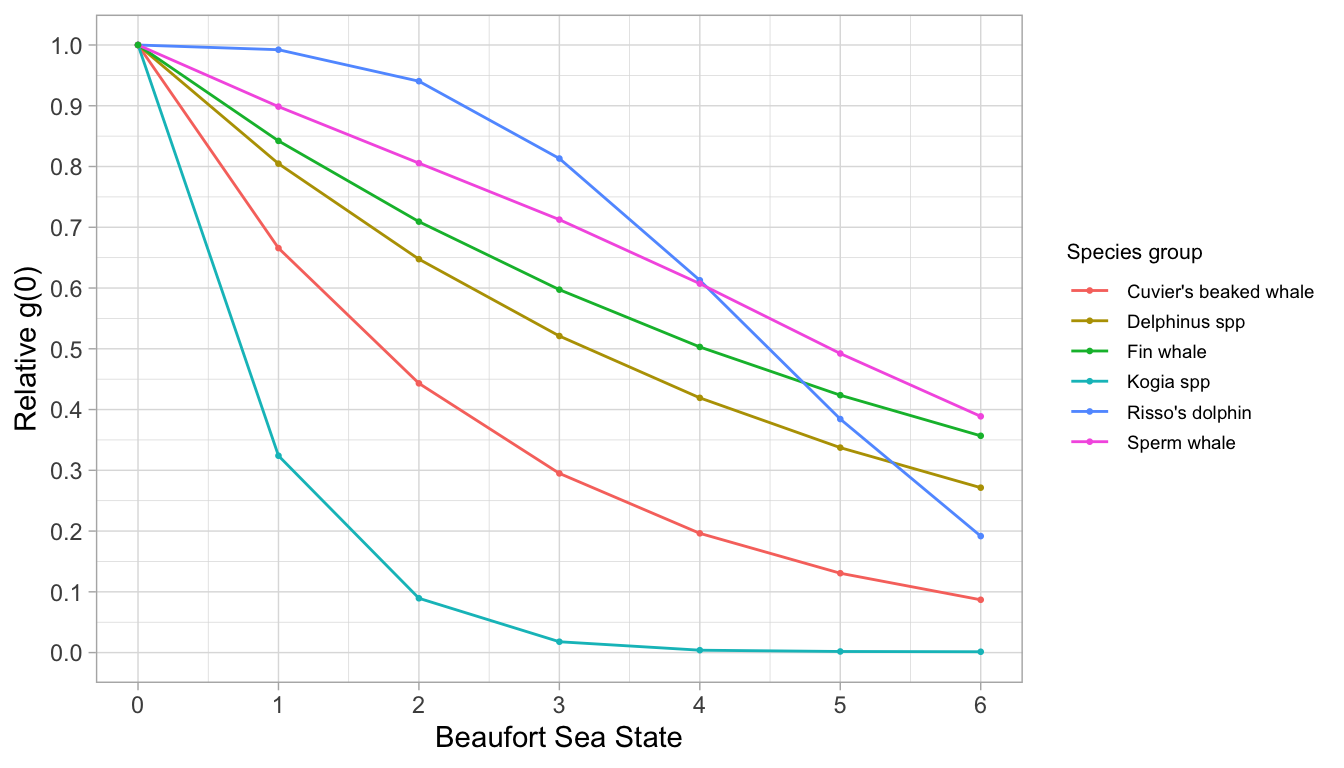 1.0
0.9
0.8
0.7
0.6
0.5
0.4
0.3
0.2
0.1
0.0
Relative g(0)
0 1 2 3 4 5 6
Beaufort Sea State
Species group
Cuvier's beaked whale
Delphinus spp
Fin whale
Kogia spp
Risso's dolphin
Sperm whale